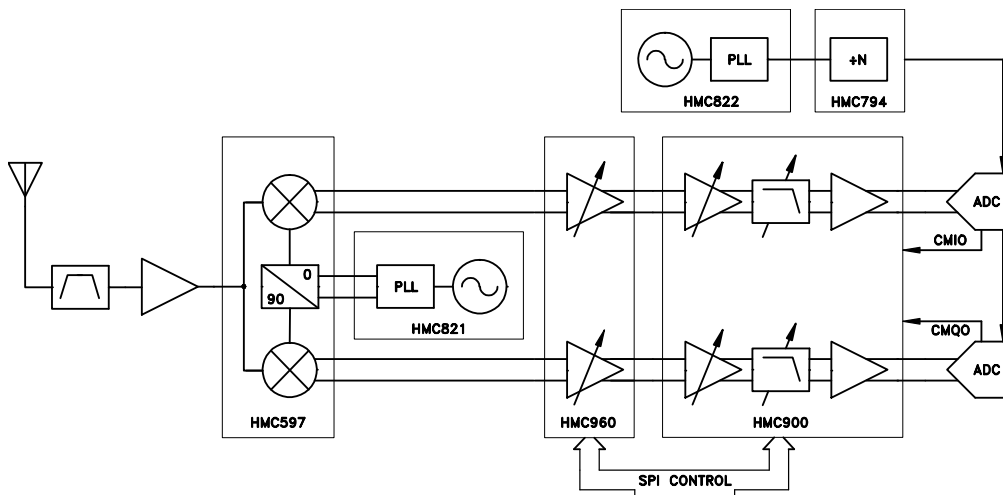 PLL
÷N
HMC822
HMC794
ADC
CMIO
0
90
PLL
HMC821
CMQO
ADC
HMC597
HMC960
HMC900
SPI CONTROL